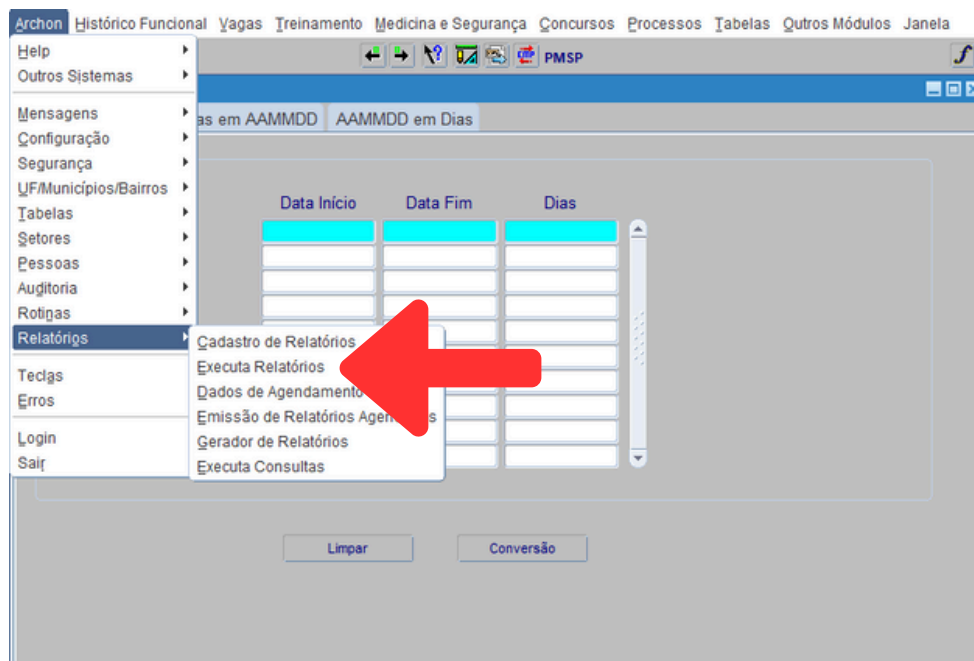 Archon Histórico Funcional Vagas Treinamento Medicina e Segurança Concursos Processos Tabelas Outros Módulos Janela
Help
PMSP
Outros Sistemas
Mensagens
em AAMMDD AAMMDD em Dias
Configuração
Segurança
UF/Municípios/Bairros
Tabelas
Data Início Data Fim Dias
Setores
Pessoas
Auditoria
Rotinas
Relatórios
Cadastro de Relatórios
Executa Relatórios
Dados de Agendamento
Emissão de Relatórios
Gerador de Relatórios
Executa Consultas
Teclas
Erros
Login
Sair
Limpar Conversão